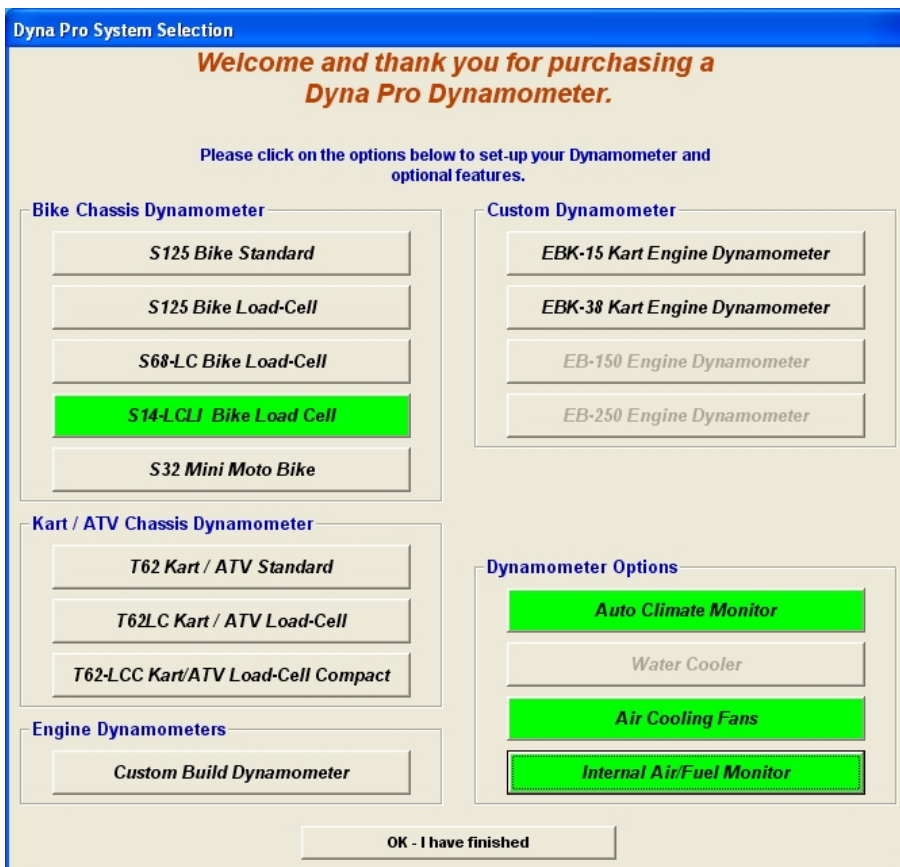 Dyna Pro System Selection
Welcome and thank you for purchasing a
Dyna Pro Dynamometer.
Please click on the options below to set-up your Dynamometer and
optional features.
Bike Chassis Dynamometer
S125 Bike Standard
S125 Bike Load-Cell
S68-LC Bike Load-Cell
S14-LCLI Bike Load Cell
S32 Mini Moto Bike
Kart / ATV Chassis Dynamometer
T62 Kart / ATV Standard
T62LC Kart / ATV Load-Cell
T62-LCC Kart/ATV Load-Cell Compact
Engine Dynamometers
Custom Build Dynamometer
Custom Dynamometer
EBK-15 Kart Engine Dynamometer
EBK-38 Kart Engine Dynamometer
EB-150 Engine Dynamometer
EB-250 Engine Dynamometer
Dynamometer Options
Auto Climate Monitor
Water Cooler
Air Cooling Fans
Internal Air/Fuel Monitor
OK - I have finished